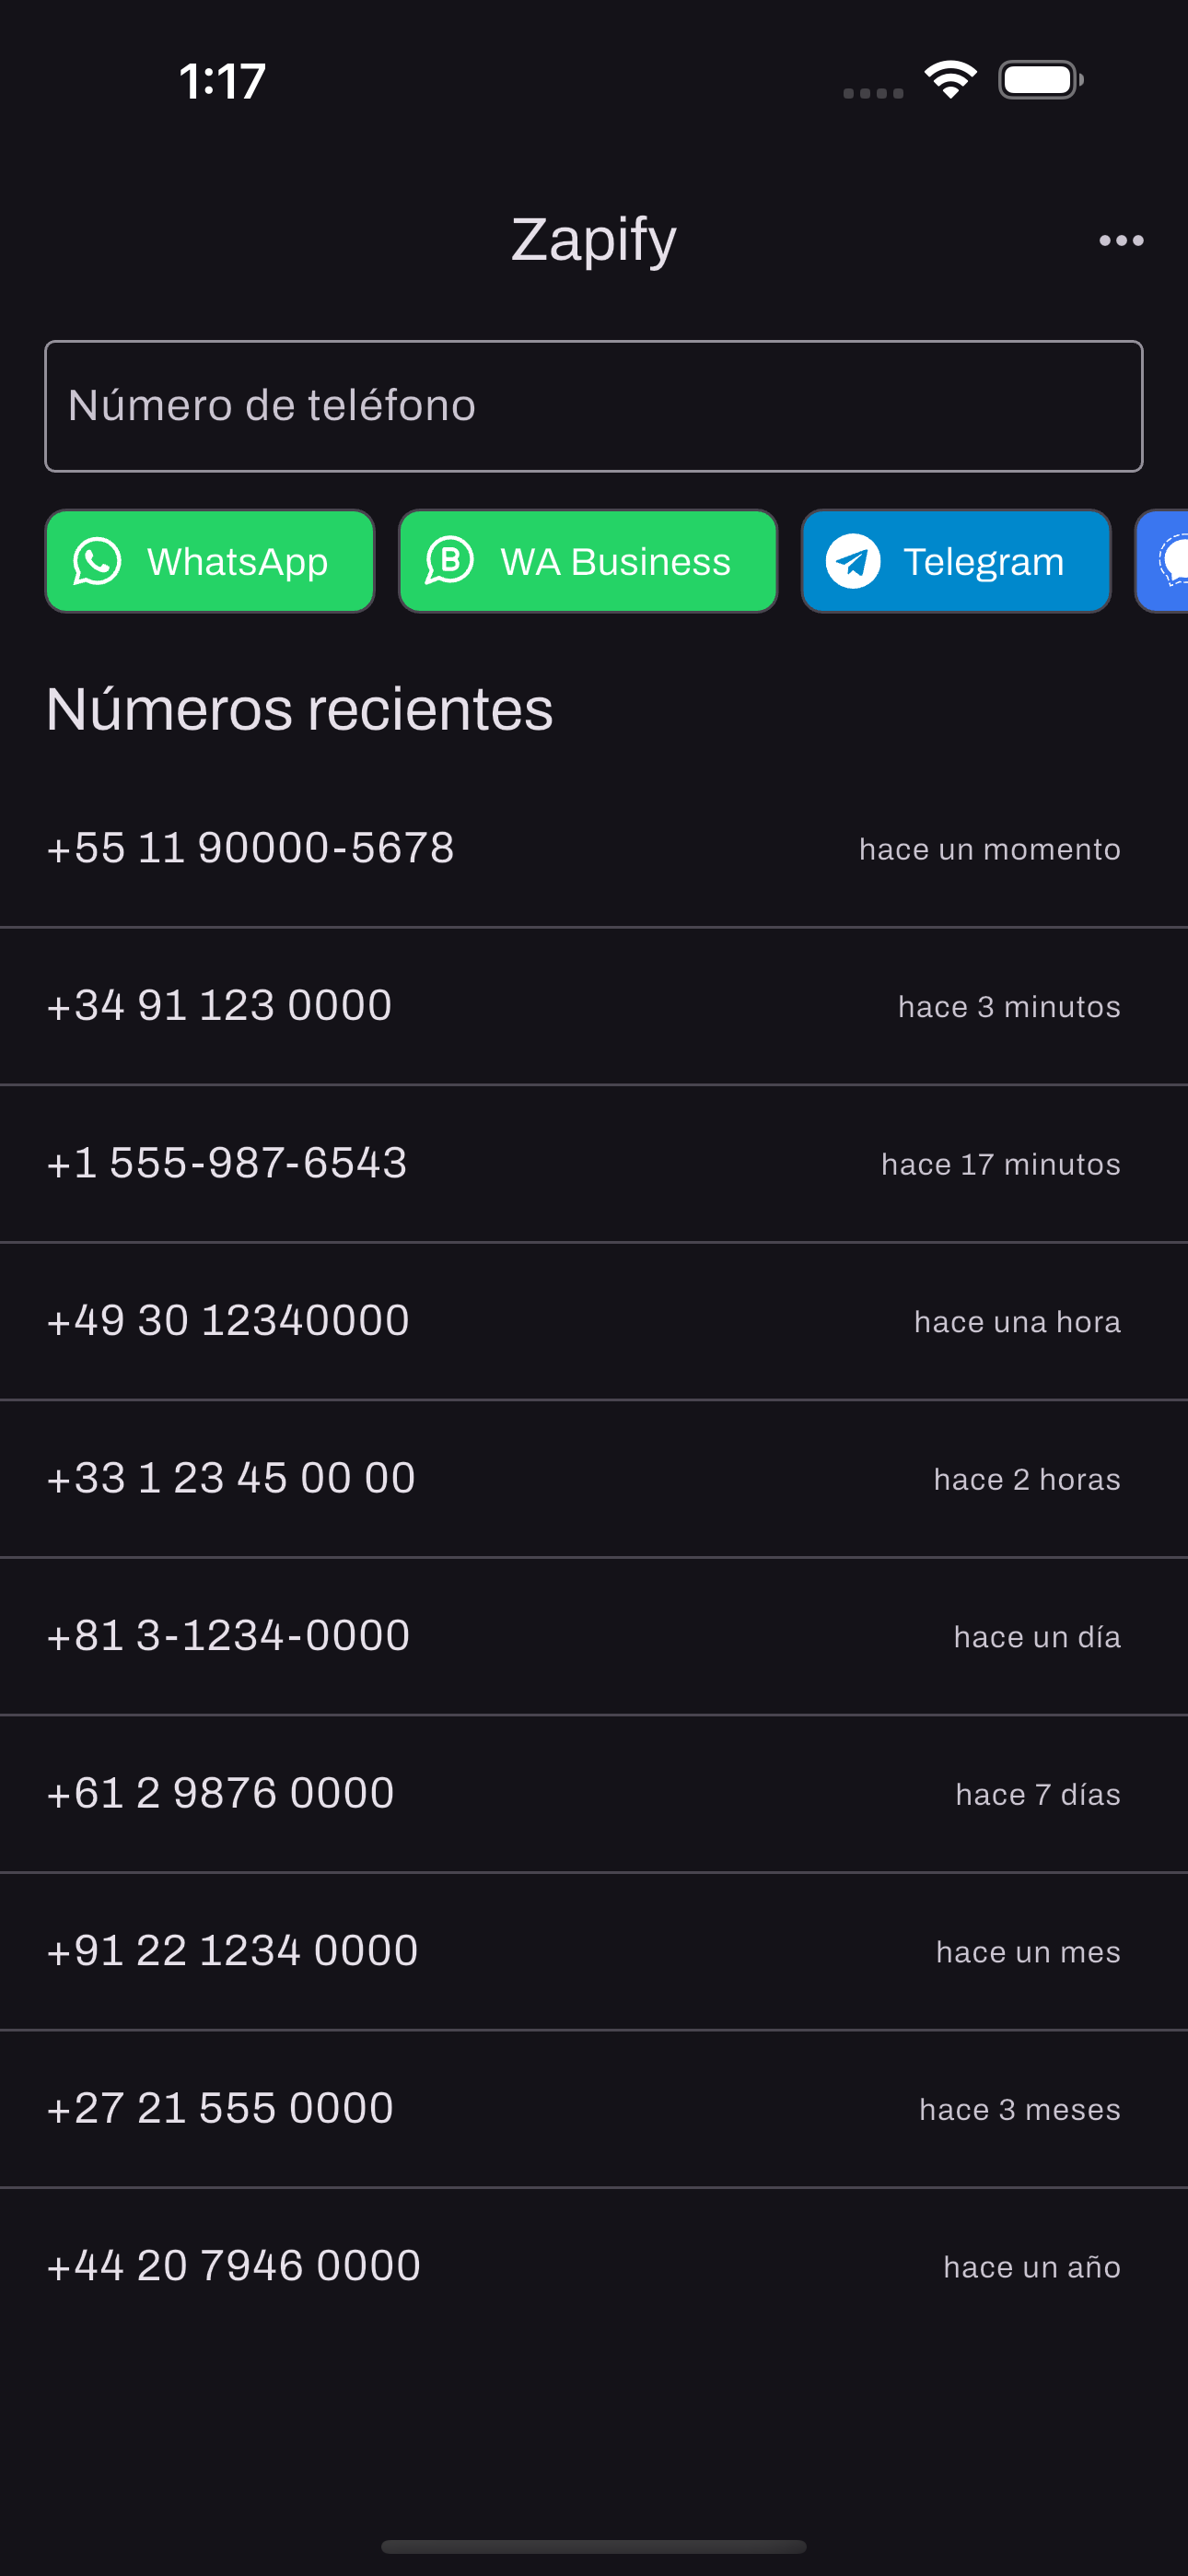 1:17
Zapify
Número de teléfono
WhatsApp WA Business Telegram
Números recientes
+55 11 90000-5678 hace un momento
+34 91 123 0000 hace 3 minutos
+1 555-987-6543 hace 17 minutos
+49 30 12340000 hace una hora
+33 1 23 45 00 00 hace 2 horas
+81 3-1234-0000 hace un día
+61 2 9876 0000 hace 7 días
+91 22 1234 0000 hace un mes
+27 21 555 0000 hace 3 meses
+44 20 7946 0000 hace un año